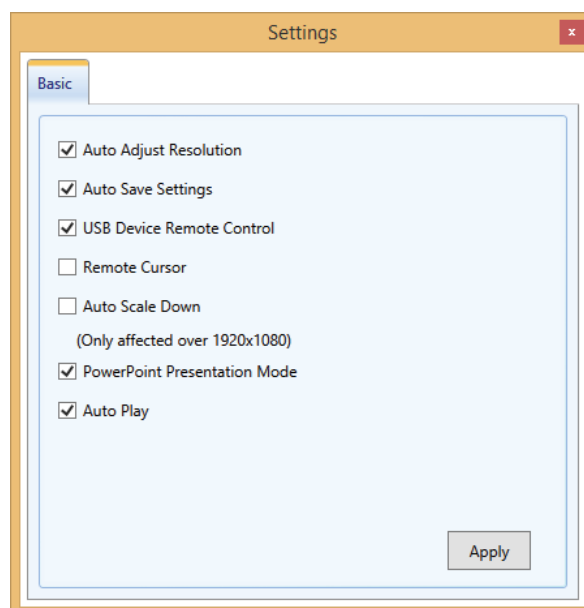 Settings
x
Basic
Auto Adjust Resolution
Auto Save Settings
USB Device Remote Control
Remote Cursor
Auto Scale Down
(Only affected over 1920x1080)
PowerPoint Presentation Mode
Auto Play
Apply